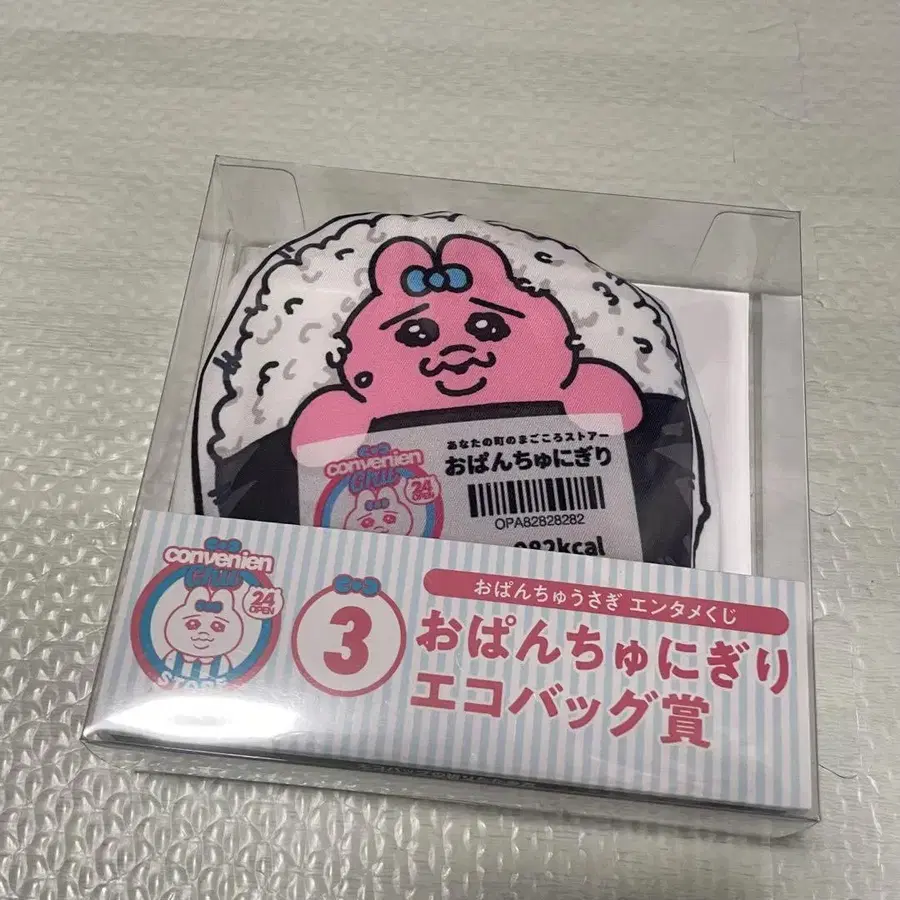 あなたの町のまごころストアー
おぱんちゅにぎり
convenien
Chu
24
OPEN
OPA82828282
082kcal
convenien
Chu
24
OPEN
STORE
3
おぱんちゅうさぎ エンタメくじ
おぱんちゅにぎり
エコバッグ賞